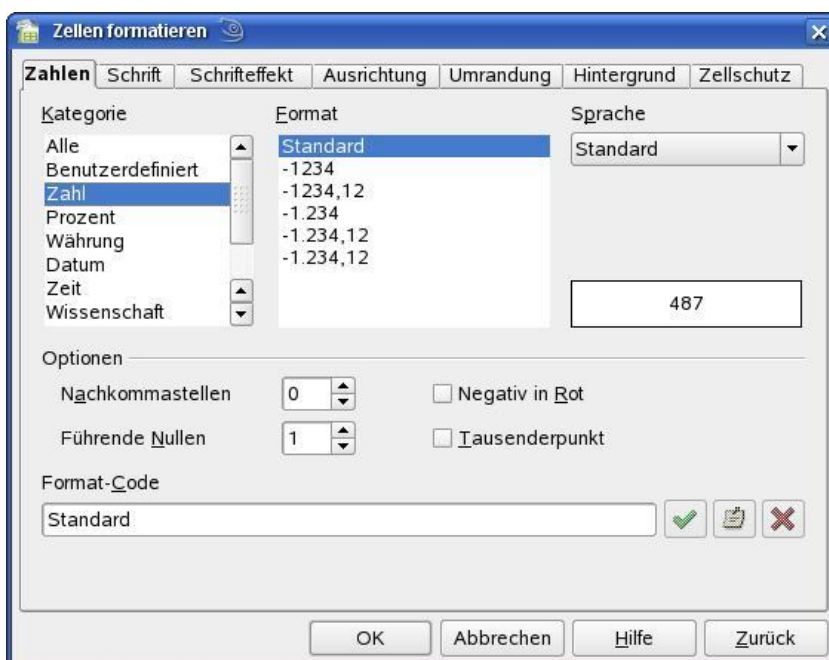 Zellen formatieren
Zahlen Schrift Schrifteffekt Ausrichtung Umrandung Hintergrund Zellschutz
Kategorie
Alle
Benutzerdefiniert
Zahl
Prozent
Währung
Datum
Zeit
Wissenschaft
Format
Standard
-1234
-1234,12
-1.234
-1.234,12
-1.234,12
Sprache
Standard
487
Optionen
Nachkommastellen 0 Negativ in Rot
Führende Nullen 1 Tausenderpunkt
Format-Code
Standard
OK Abbrechen Hilfe Zurück